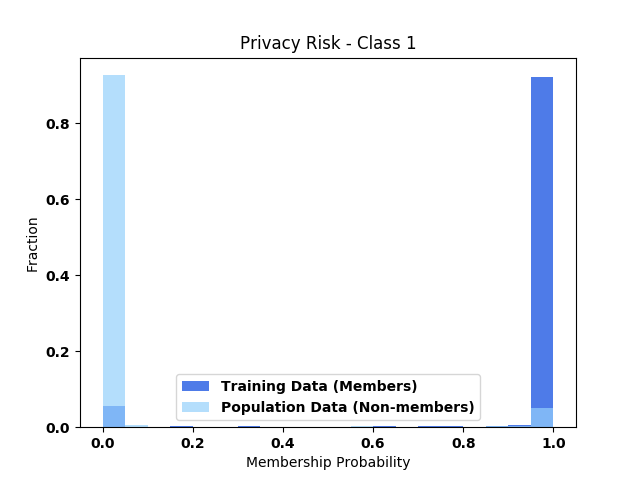 Privacy Risk - Class 1
Fraction
0.8
0.6
0.4
0.2
0.0
Training Data (Members)
Population Data (Non-members)
0.0 0.2 0.4 0.6 0.8 1.0
Membership Probability